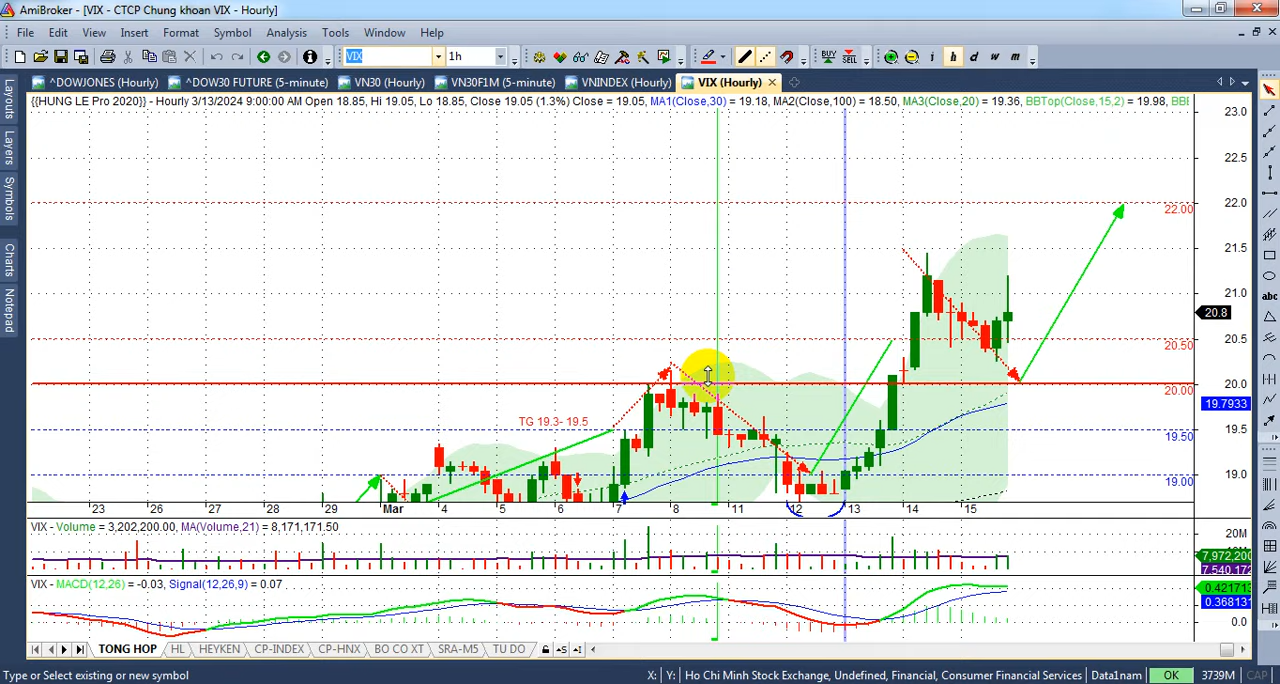 AmiBroker - [VIX - CTCP Chung khoan VIX - Hourly]
File Edit View Insert Format Symbol Analysis Tools Window Help
VIX 1h BUY SELL i h d w m
^DOWJONES (Hourly) ^DOW30 FUTURE (5-minute) VN30 (Hourly) VN30F1M (5-minute) VNINDEX (Hourly) VIX (Hourly)
{{HUNG LE Pro 2020}} - Hourly 3/13/2024 9:00:00 AM Open 18.85, Hi 19.05, Lo 18.85, Close 19.05 (1.3%) Close = 19.05, MA1(Close,30) = 19.18, MA2(Close,100) = 18.50, MA3(Close,20) = 19.36, BBTop(Close,15,2) = 19.98, BBE
Layouts
Layers
Symbols
Charts
Notepad
abc
23.0
22.5
22.0
22.00
21.5
21.0
20.8
20.5
20.50
20.0
20.00
19.7933
19.5
19.50
19.0
19.00
TG 19.3- 19.5
23 26 27 28 29 Mar 4 5 6 7 8 11 12 13 14 15
VIX - Volume = 3,202,200.00, MA(Volume,21) = 8,171,171.50
20M
7,972,200
7,540,172
VIX - MACD(12,26) = -0.03, Signal(12,26,9) = 0.07
0.421713
0.368131
0.0
TONG HOP HL HEYKEN CP-INDEX CP-HNX BO CO XT SRA-M5 TU DO
Type or Select existing or new symbol X: Y: Ho Chi Minh Stock Exchange, Undefined, Financial, Consumer Financial Services Data1nam OK 3739M CAP